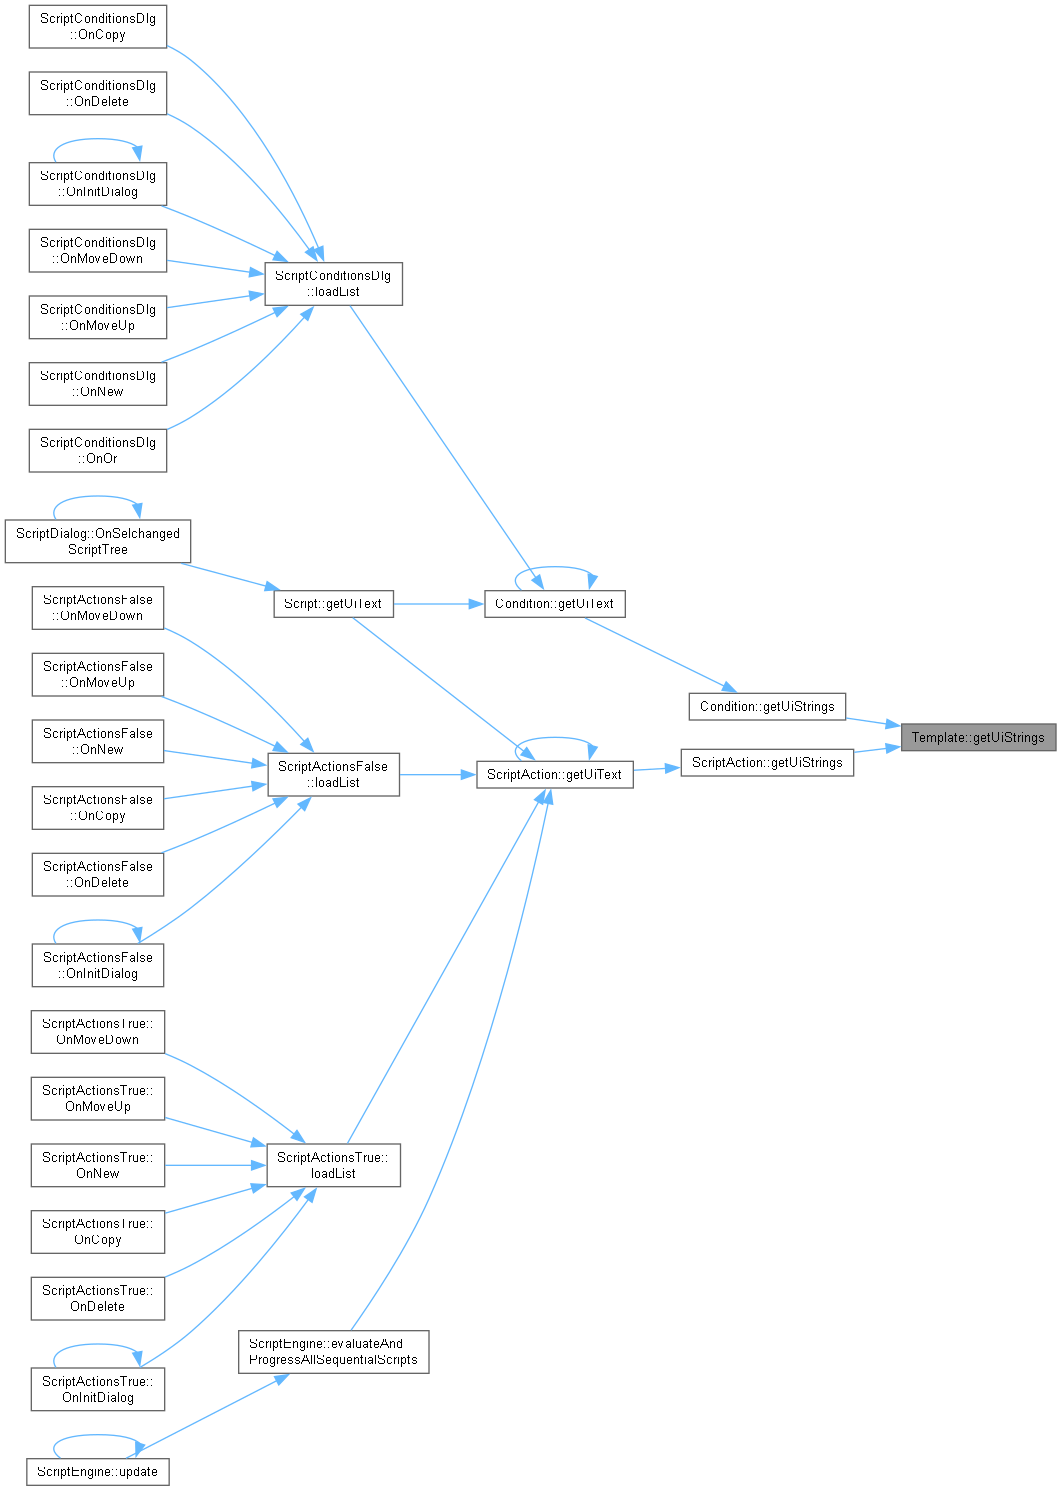 ScriptConditionsDlg
::OnCopy
ScriptConditionsDlg
::OnDelete
ScriptConditionsDlg
::OnInitDialog
ScriptConditionsDlg
::OnMoveDown
ScriptConditionsDlg
::OnMoveUp
ScriptConditionsDlg
::OnNew
ScriptConditionsDlg
::OnOr
ScriptConditionsDlg
::loadList
ScriptDialog::OnSelchanged
ScriptTree
Script::getUiText
Condition::getUiText
Condition::getUiStrings
Template::getUiStrings
ScriptAction::getUiStrings
ScriptAction::getUiText
ScriptActionsFalse
::OnMoveDown
ScriptActionsFalse
::OnMoveUp
ScriptActionsFalse
::OnNew
ScriptActionsFalse
::OnCopy
ScriptActionsFalse
::OnDelete
ScriptActionsFalse
::OnInitDialog
ScriptActionsFalse
::loadList
ScriptActionsTrue::
OnMoveDown
ScriptActionsTrue::
OnMoveUp
ScriptActionsTrue::
OnNew
ScriptActionsTrue::
OnCopy
ScriptActionsTrue::
OnDelete
ScriptActionsTrue::
OnInitDialog
ScriptActionsTrue::
loadList
ScriptEngine::evaluateAnd
ProgressAllSequentialScripts
ScriptEngine::update